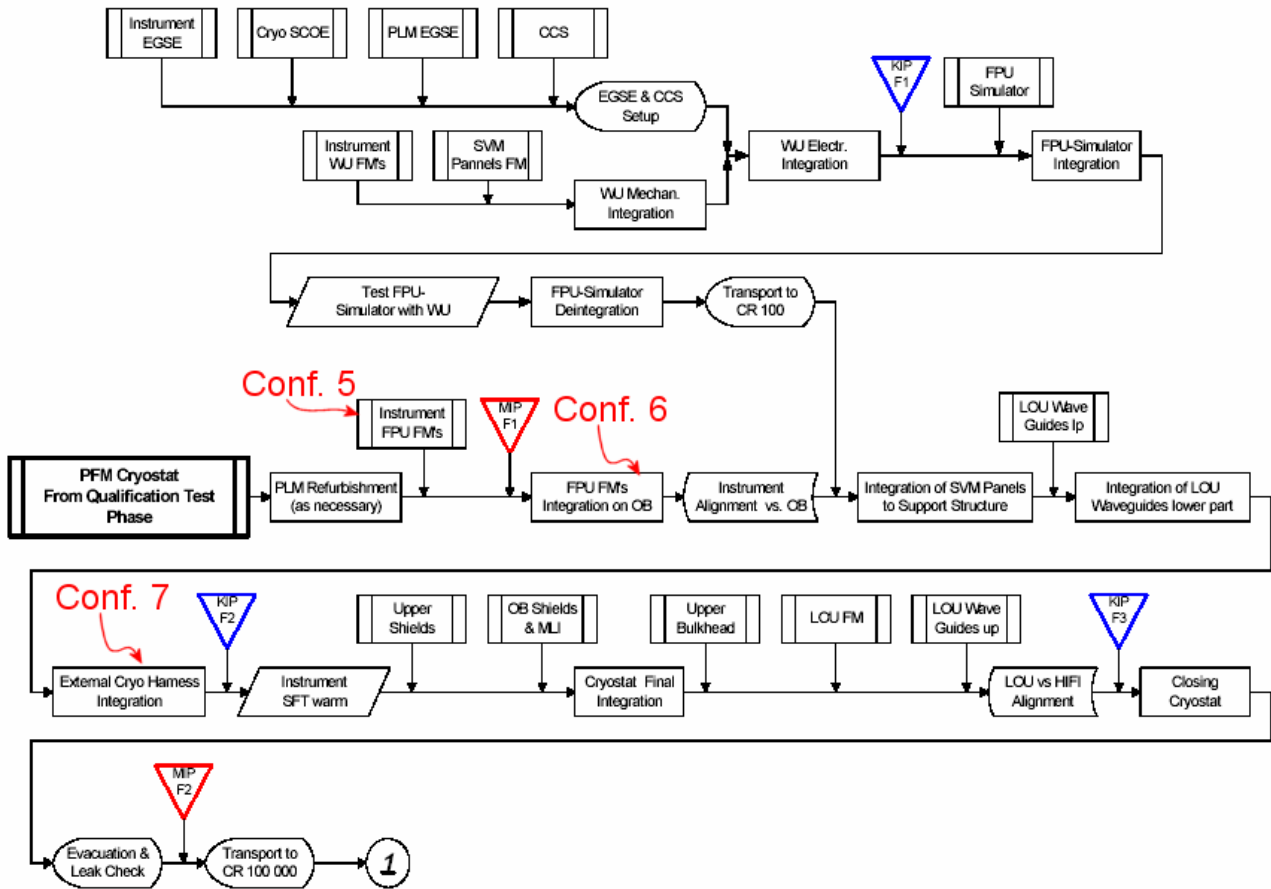 Instrument
EGSE
Cryo SCOE
PLM EGSE
CCS
KIP
F1
FPU
Simulator
EGSE & CCS
Setup
Instrument
WU FM's
SVM
Pannels FM
WU Mechan.
Integration
WU Electr.
Integration
FPU-Simulator
Integration
Test FPU-
Simulator with WU
FPU-Simulator
Deintegration
Transport to
CR 100
Conf. 5
Instrument
FPU FM's
MIP
F1
Conf. 6
LOU Wave
Guides lp
PFM Cryostat
From Qualification Test
Phase
PLM Refurbishment
(as necessary)
FPU FM's
Integration on OB
Instrument
Alignment vs. OB
Integration of SVM Panels
to Support Structure
Integration of LOU
Waveguides lower part
Conf. 7
KIP
F2
Upper
Shields
OB Shields
& MLI
Upper
Bulkhead
LOU FM
LOU Wave
Guides up
KIP
F3
External Cryo Harness
Integration
Instrument
SFT warm
Cryostat Final
Integration
LOU vs HIFI
Alignment
Closing
Cryostat
MIP
F2
Evacuation &
Leak Check
Transport to
CR 100 000
1